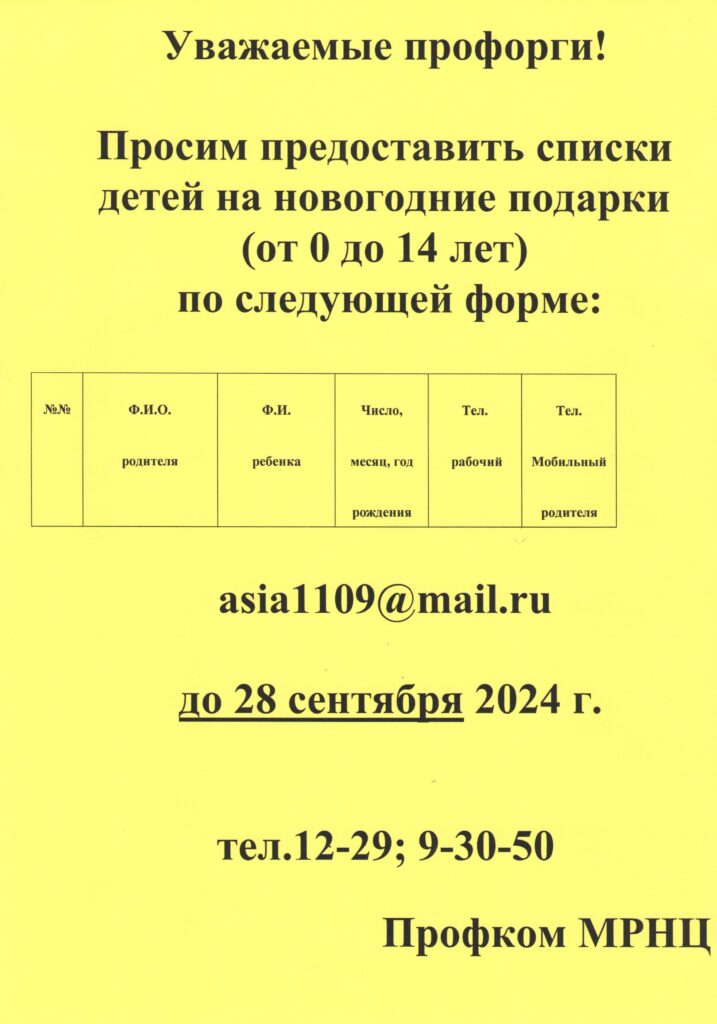 Уважаемые профорги!
Просим предоставить списки
детей на новогодние подарки
(от 0 до 14 лет)
по следующей форме:
№№
Ф.И.О.
родителя
Ф.И.
ребенка
Число,
месяц, год
рождения
Тел.
рабочий
Тел.
Мобильный
родителя
asia1109@mail.ru
до 28 сентября 2024 г.
тел.12-29; 9-30-50
Профком МРНЦ